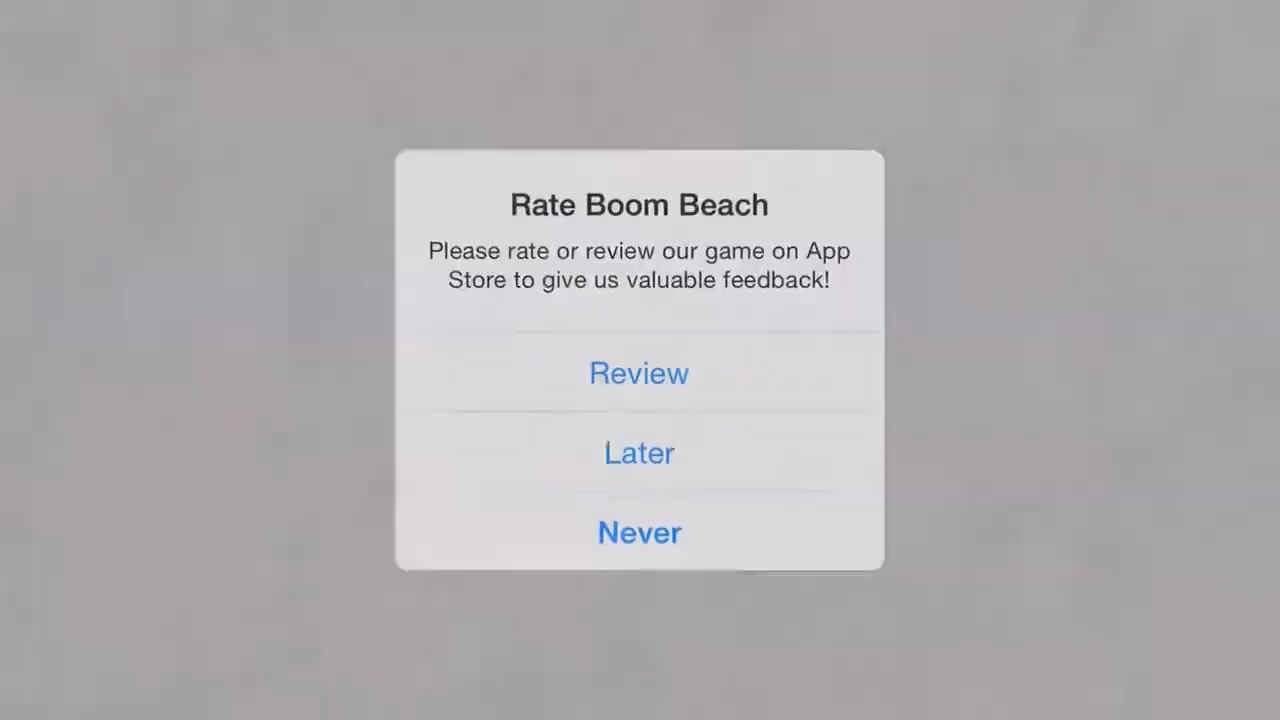 Rate Boom Beach
Please rate or review our game on App
Store to give us valuable feedback!
Review
Later
Never